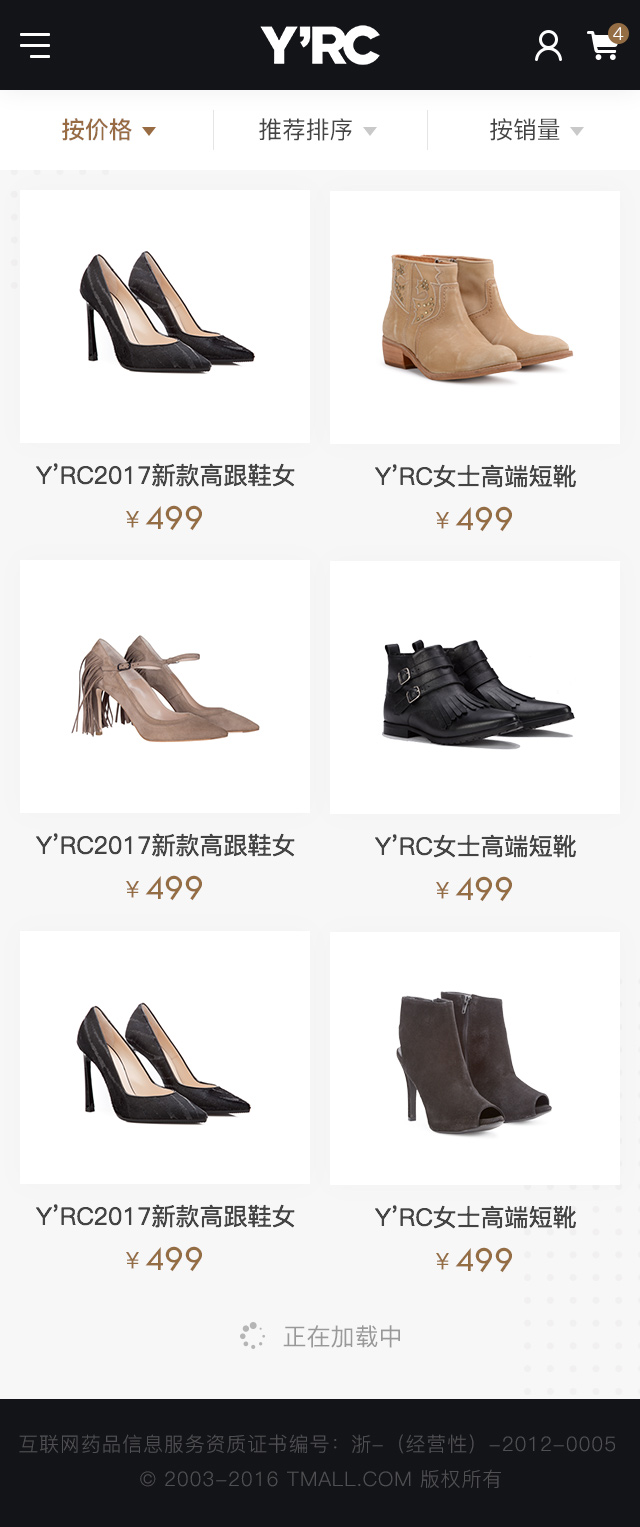 Y'RC
4
按价格
推荐排序
按销量
Y'RC2017新款高跟鞋女
¥ 499
Y'RC女士高端短靴
¥ 499
Y'RC2017新款高跟鞋女
¥ 499
Y'RC女士高端短靴
¥ 499
Y'RC2017新款高跟鞋女
¥ 499
Y'RC女士高端短靴
¥ 499
正在加载中
互联网药品信息服务资质证书编号：浙-（经营性）-2012-0005
© 2003-2016 TMALL.COM 版权所有